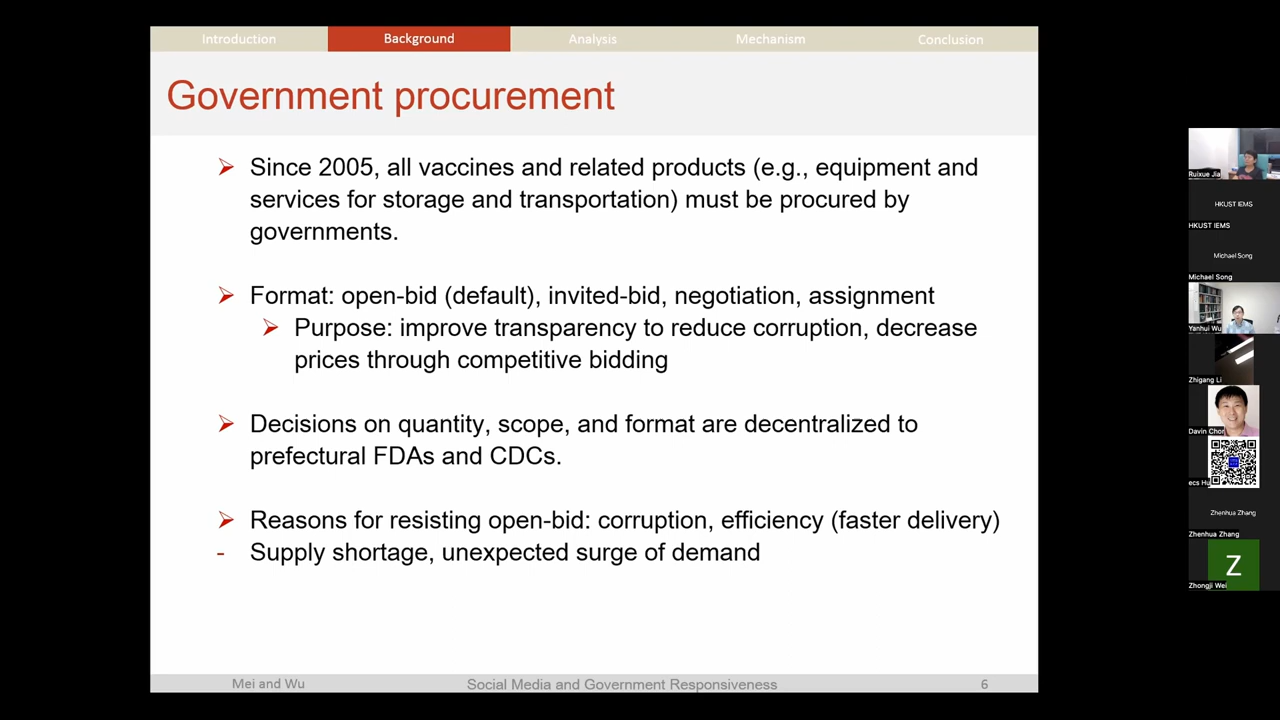 Introduction
Background
Analysis
Mechanism
Conclusion
Government procurement
Since 2005, all vaccines and related products (e.g., equipment and
services for storage and transportation) must be procured by
governments.
Format: open-bid (default), invited-bid, negotiation, assignment
Purpose: improve transparency to reduce corruption, decrease
prices through competitive bidding
Decisions on quantity, scope, and format are decentralized to
prefectural FDAs and CDCs.
Reasons for resisting open-bid: corruption, efficiency (faster delivery)
- Supply shortage, unexpected surge of demand
Mei and Wu
Social Media and Government Responsiveness
6
Ruixue Jia
HKUST IEMS
HKUST IEMS
Michael Song
Michael Song
Yanhui Wu
Zhigang Li
Davin Chor
ecs
Zhenhua Zhang
Zhenhua Zhang
Z
Zhongji Wei